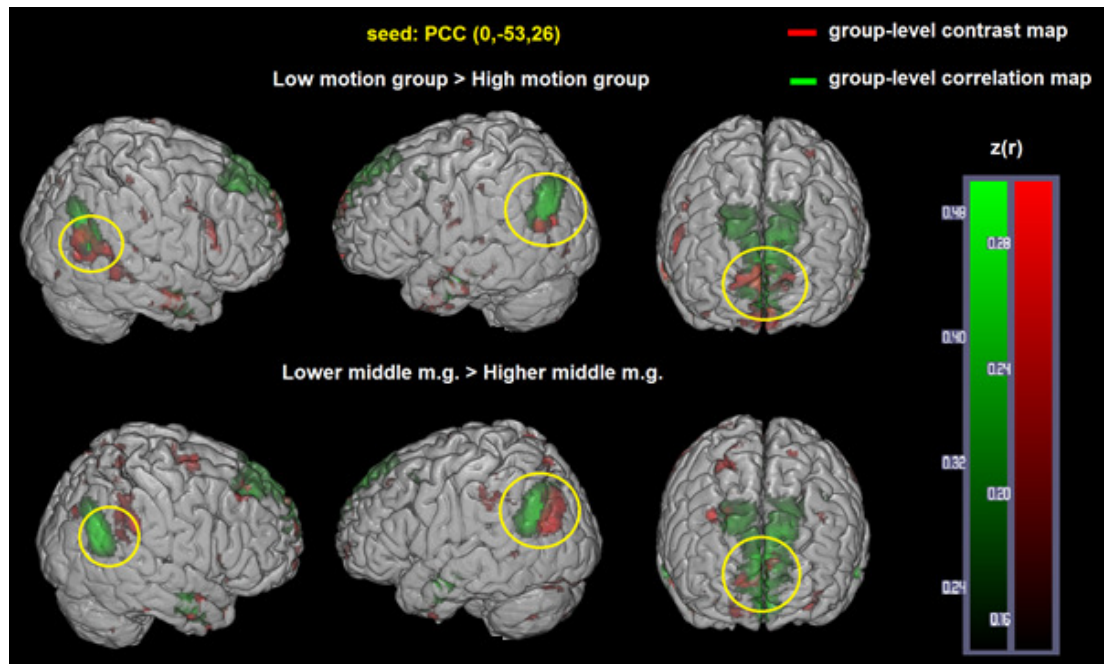 seed: PCC (0,-53,26)
group-level contrast map
Low motion group > High motion group
group-level correlation map
z(r)
0.48
0.28
0.40
0.24
Lower middle m.g. > Higher middle m.g.
0.32
0.20
0.24
0.16